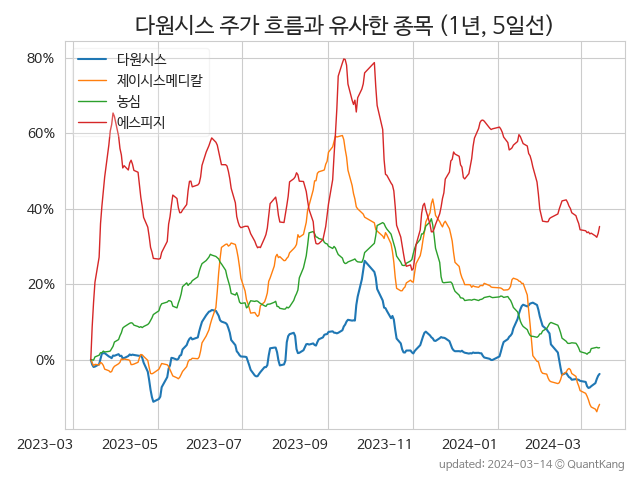 다원시스 주가 흐름과 유사한 종목 (1년, 5일선)
다원시스
제이시스메디칼
농심
에스피지
80%
60%
40%
20%
0%
2023-03
2023-05
2023-07
2023-09
2023-11
2024-01
2024-03
updated: 2024-03-14 © QuantKang